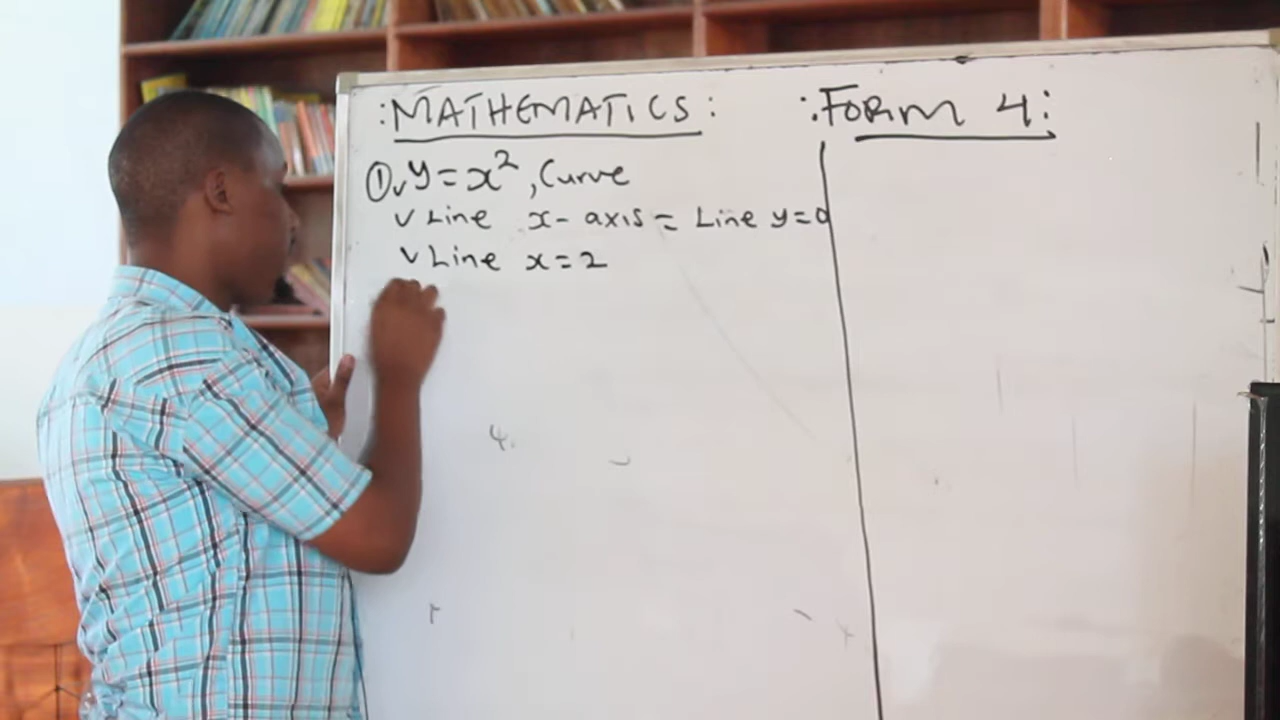 :MATHEMATICS:
:FORM 4:
① ✓ y = x², Curve
✓ Line x-axis = Line y=0
✓ Line x=2